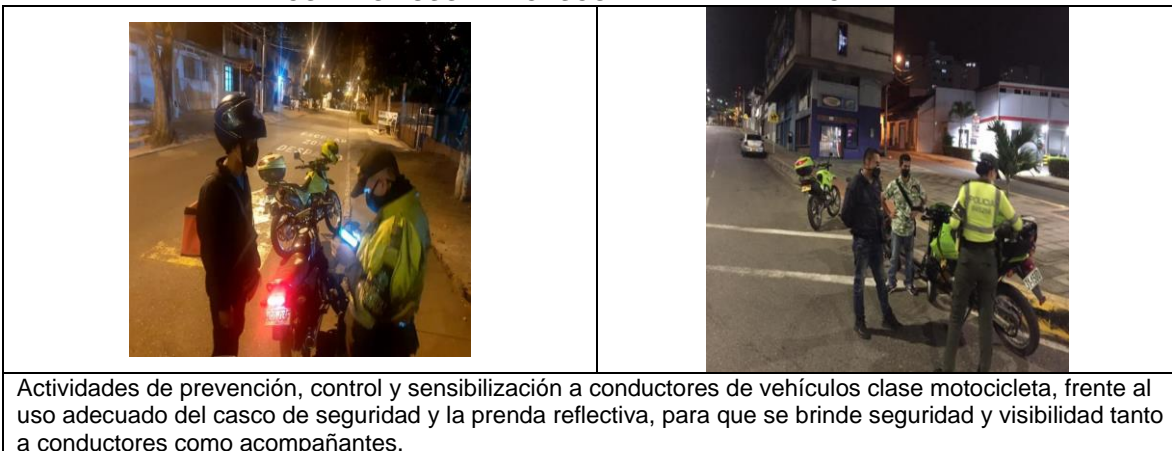 POLICIA
Actividades de prevención, control y sensibilización a conductores de vehículos clase motocicleta, frente al
uso adecuado del casco de seguridad y la prenda reflectiva, para que se brinde seguridad y visibilidad tanto
a conductores como acompañantes.